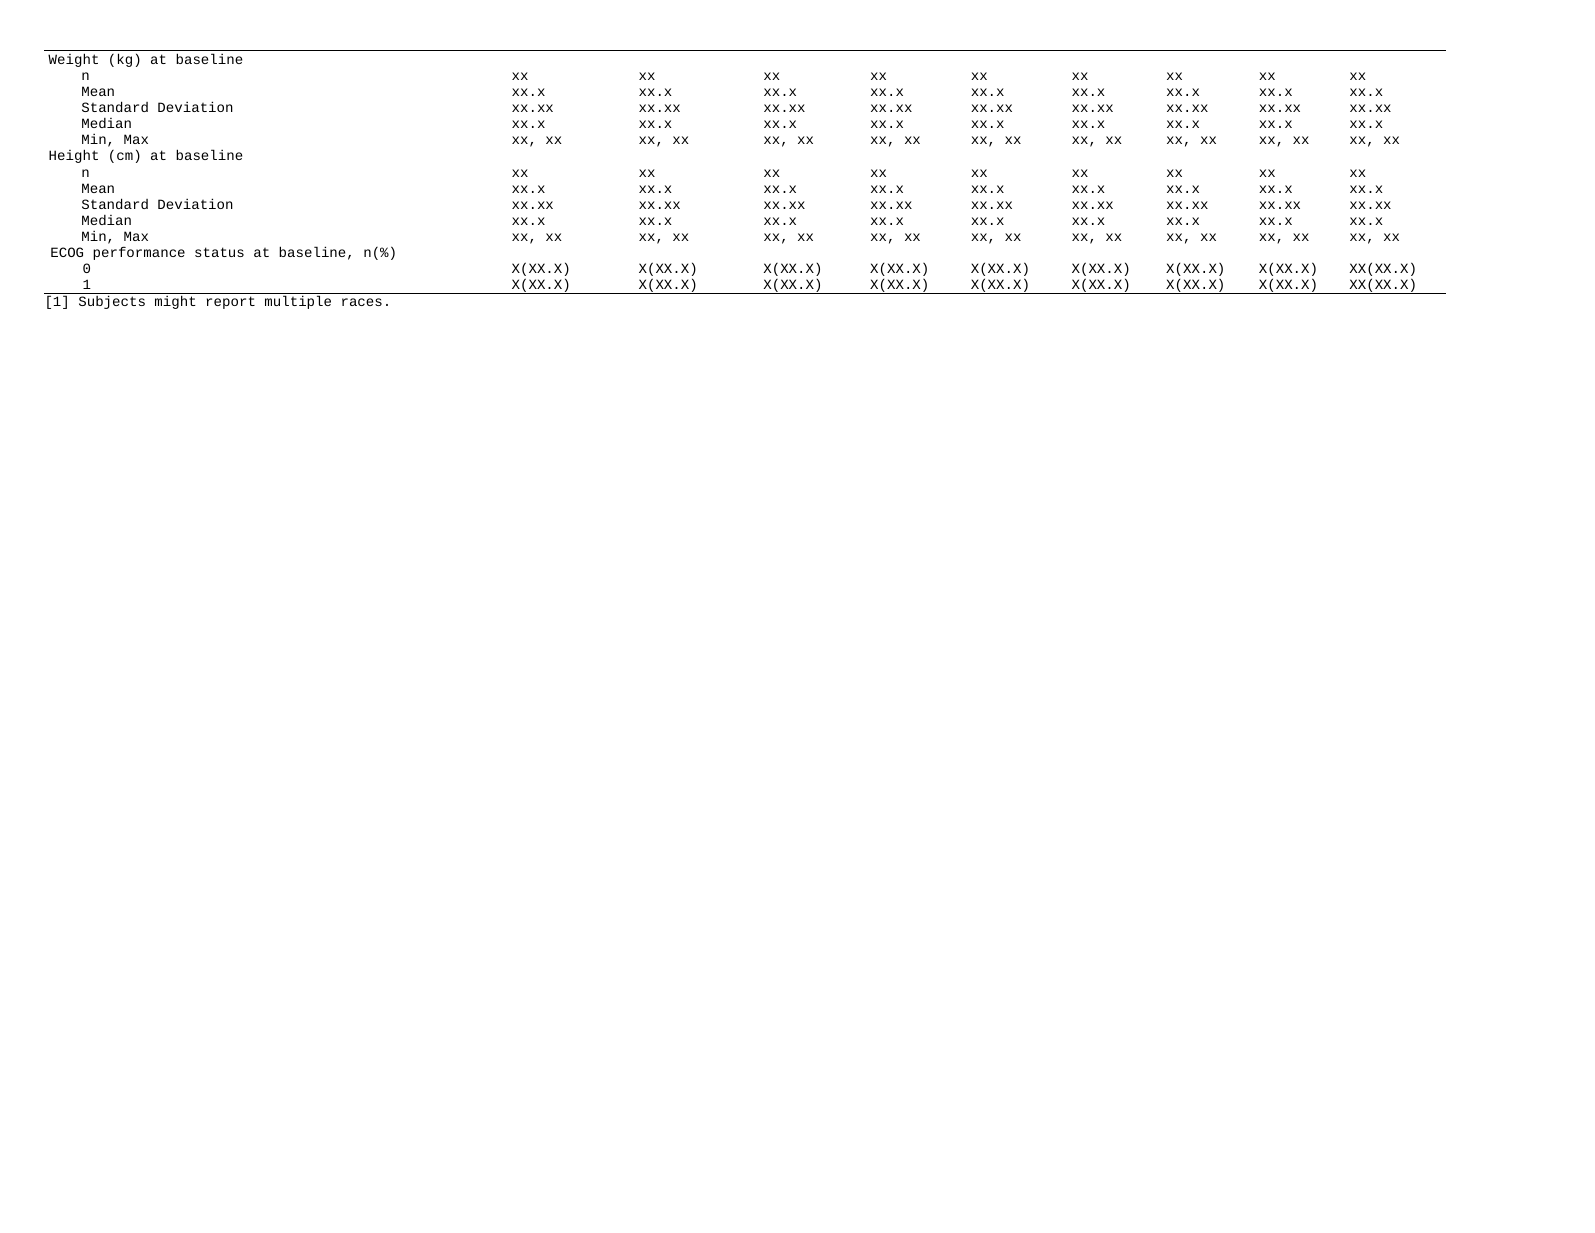 Weight (kg) at baseline
n xx xx xx xx xx xx xx xx xx
Mean xx.x xx.x xx.x xx.x xx.x xx.x xx.x xx.x xx.x
Standard Deviation xx.xx xx.xx xx.xx xx.xx xx.xx xx.xx xx.xx xx.xx xx.xx
Median xx.x xx.x xx.x xx.x xx.x xx.x xx.x xx.x xx.x
Min, Max xx, xx xx, xx xx, xx xx, xx xx, xx xx, xx xx, xx xx, xx xx, xx
Height (cm) at baseline
n xx xx xx xx xx xx xx xx xx
Mean xx.x xx.x xx.x xx.x xx.x xx.x xx.x xx.x xx.x
Standard Deviation xx.xx xx.xx xx.xx xx.xx xx.xx xx.xx xx.xx xx.xx xx.xx
Median xx.x xx.x xx.x xx.x xx.x xx.x xx.x xx.x xx.x
Min, Max xx, xx xx, xx xx, xx xx, xx xx, xx xx, xx xx, xx xx, xx xx, xx
ECOG performance status at baseline, n(%)
0 X(XX.X) X(XX.X) X(XX.X) X(XX.X) X(XX.X) X(XX.X) X(XX.X) X(XX.X) XX(XX.X)
1 X(XX.X) X(XX.X) X(XX.X) X(XX.X) X(XX.X) X(XX.X) X(XX.X) X(XX.X) XX(XX.X)
[1] Subjects might report multiple races.